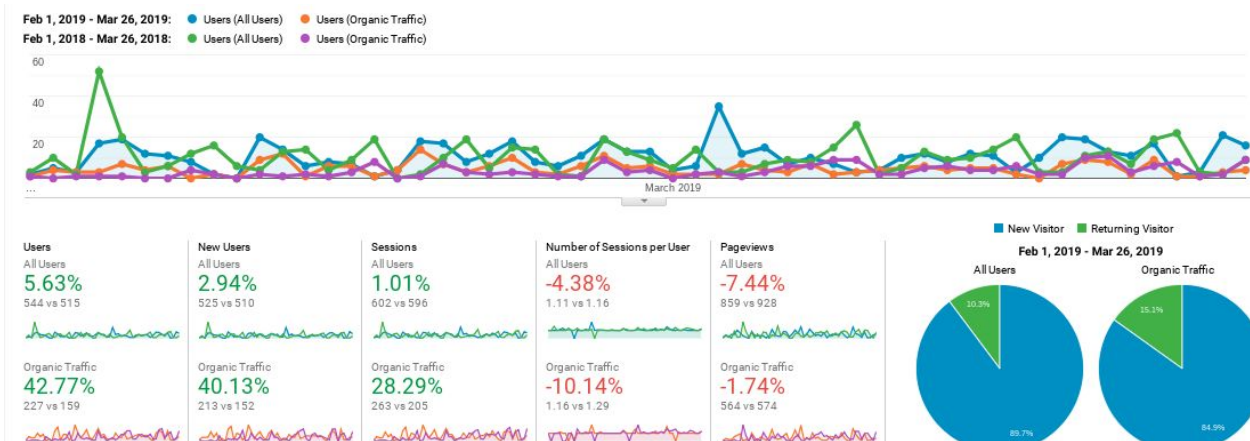 Feb 1, 2019 - Mar 26, 2019: Users (All Users) Users (Organic Traffic)
Feb 1, 2018 - Mar 26, 2018: Users (All Users) Users (Organic Traffic)
60
40
20
...
March 2019
New Visitor Returning Visitor
Feb 1, 2019 - Mar 26, 2019
All Users Organic Traffic
10.3% 15.1%
89.7% 84.9%
Users New Users Sessions Number of Sessions per User Pageviews
All Users All Users All Users All Users All Users
5.63% 2.94% 1.01% -4.38% -7.44%
544 vs 515 525 vs 510 602 vs 596 1.11 vs 1.16 859 vs 928
Organic Traffic Organic Traffic Organic Traffic Organic Traffic Organic Traffic
42.77% 40.13% 28.29% -10.14% -1.74%
227 vs 159 213 vs 152 263 vs 205 1.16 vs 1.29 564 vs 574